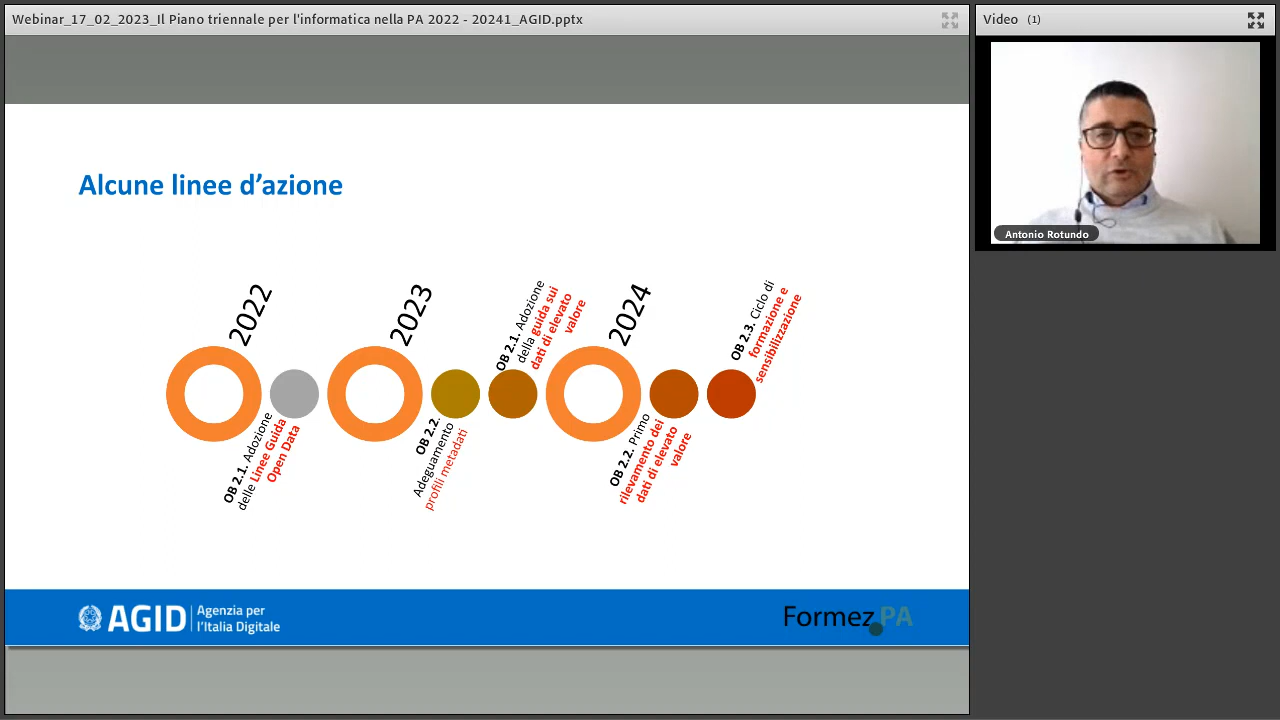 Webinar_17_02_2023_Il Piano triennale per l'informatica nella PA 2022 - 20241_AGID.pptx
Video (1)
Antonio Rotundo
Alcune linee d'azione
2022
OB 2.1. Adozione
delle Linee Guida
Open Data
2023
OB 2.2.
Adeguamento
profili metadati
OB 2.1. Adozione
della guida sui
dati di elevato
valore
2024
OB 2.2. Primo
rilevamento dei
dati di elevato
valore
OB 2.3. Ciclo di
formazione e
sensibilizzazione
AGID
Agenzia per
l'Italia Digitale
Formez PA